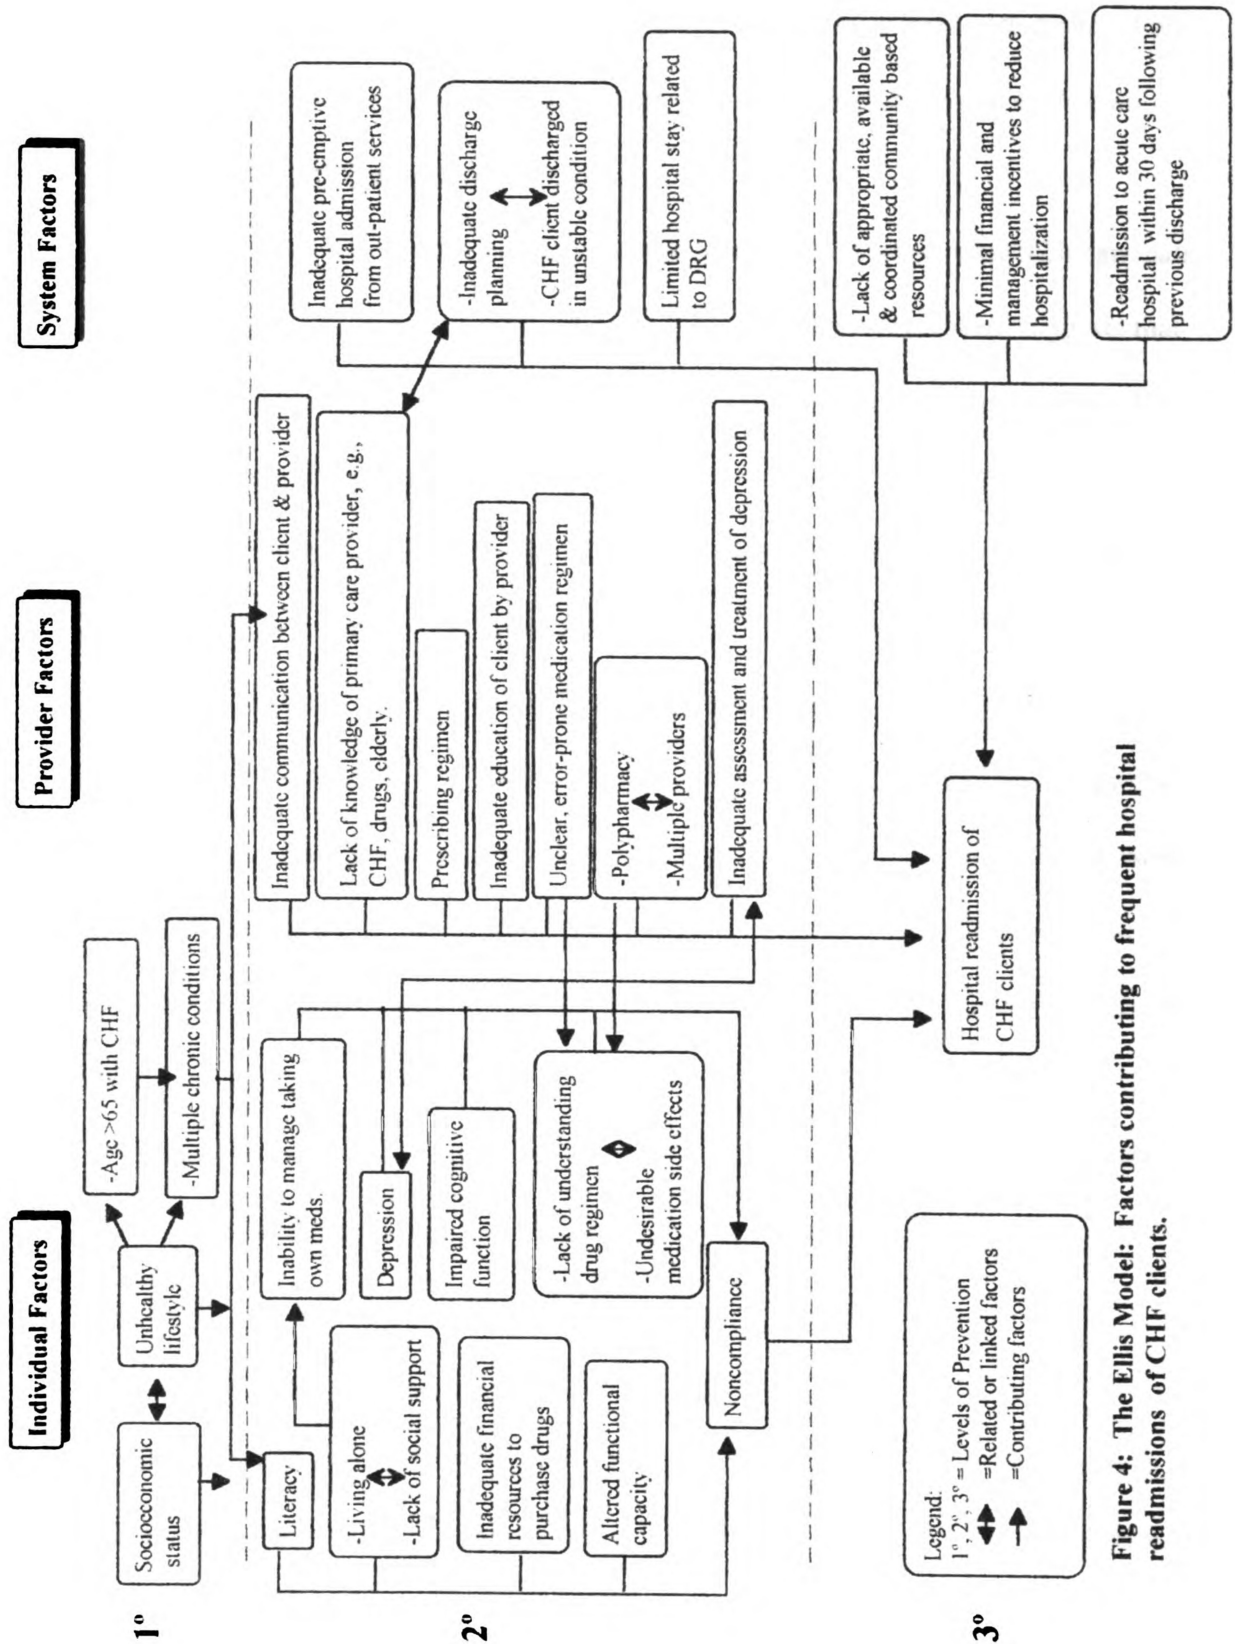 Individual Factors
Provider Factors
System Factors
1º
Socioeconomic
status
Unhealthy
lifestyle
-Age >65 with CHF
-Multiple chronic conditions
2º
Literacy
-Living alone
-Lack of social support
Inadequate financial
resources to
purchase drugs
Altered functional
capacity
Inability to manage taking
own meds.
Depression
Impaired cognitive
function
-Lack of understanding
drug regimen
-Undesirable
medication side effects
Noncompliance
Inadequate communication between client & provider
Lack of knowledge of primary care provider, e.g.,
CHF, drugs, elderly.
Prescribing regimen
Inadequate education of client by provider
Unclear, error-prone medication regimen
-Polypharmacy
-Multiple providers
Inadequate assessment and treatment of depression
Inadequate pre-emptive
hospital admission
from out-patient services
-Inadequate discharge
planning
-CHF client discharged
in unstable condition
Limited hospital stay related
to DRG
3º
Hospital readmission of
CHF clients
-Lack of appropriate, available
& coordinated community based
resources
-Minimal financial and
management incentives to reduce
hospitalization
-Readmission to acute care
hospital within 30 days following
previous discharge
Legend:
1º, 2º, 3º = Levels of Prevention
=Related or linked factors
=Contributing factors
Figure 4: The Ellis Model: Factors contributing to frequent hospital
readmissions of CHF clients.